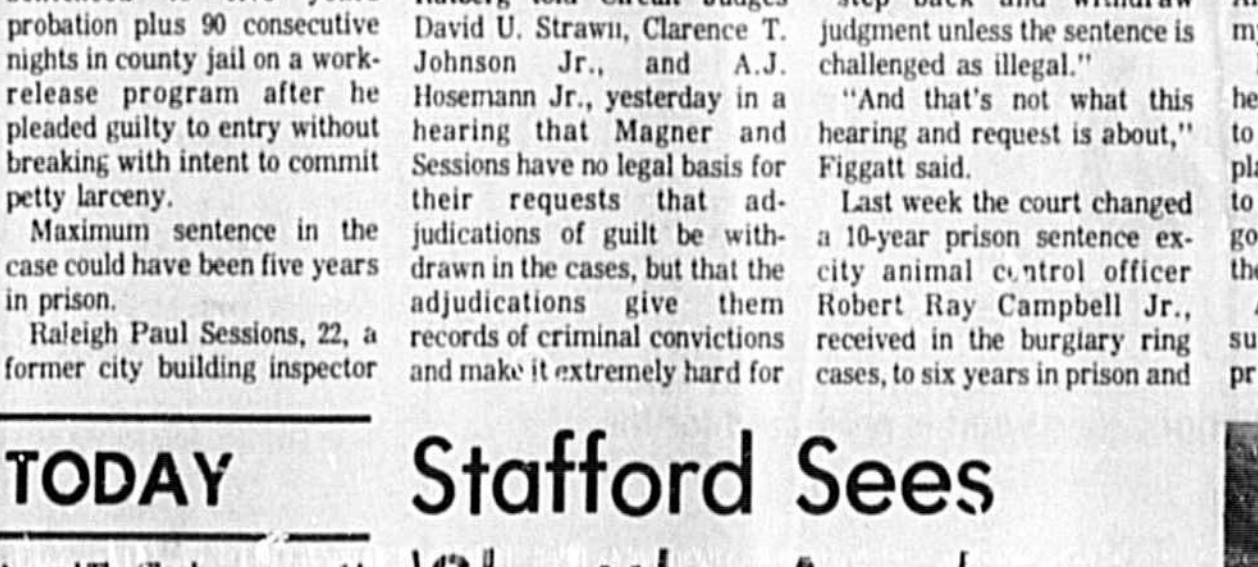 probation plus 90 consecutive
nights in county jail on a work-
release program after he
pleaded guilty to entry without
breaking with intent to commit
petty larceny.
Maximum sentence in the
case could have been five years
in prison.
Raleigh Paul Sessions, 22, a
former city building inspector
TODAY
David U. Strawn, Clarence T.
Johnson Jr., and A.J.
Hosemann Jr., yesterday in a
hearing that Magner and
Sessions have no legal basis for
their requests that ad-
judications of guilt be with-
drawn in the cases, but that the
adjudications give them
records of criminal convictions
and make it extremely hard for
step back and withdraw
judgment unless the sentence is
challenged as illegal."
"And that's not what this
hearing and request is about,"
Figgatt said.
Last week the court changed
a 10-year prison sentence ex-
city animal control officer
Robert Ray Campbell Jr.,
received in the burglary ring
cases, to six years in prison and
Stafford Sees